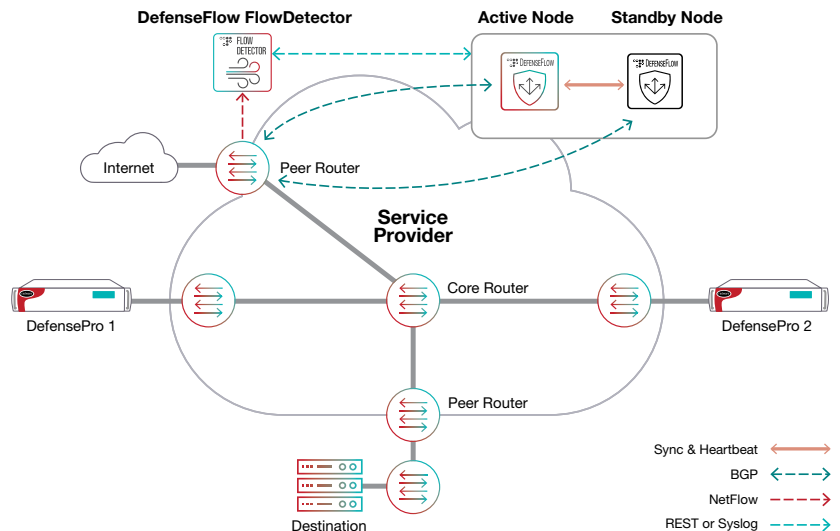 DefenseFlow FlowDetector
Active Node
Standby Node
FLOW
DETECTOR
DEFENSEFLOW
DEFENSEFLOW
Internet
Peer Router
Service
Provider
Core Router
DefensePro 1
DefensePro 2
Peer Router
Sync & Heartbeat
BGP
NetFlow
REST or Syslog
Destination